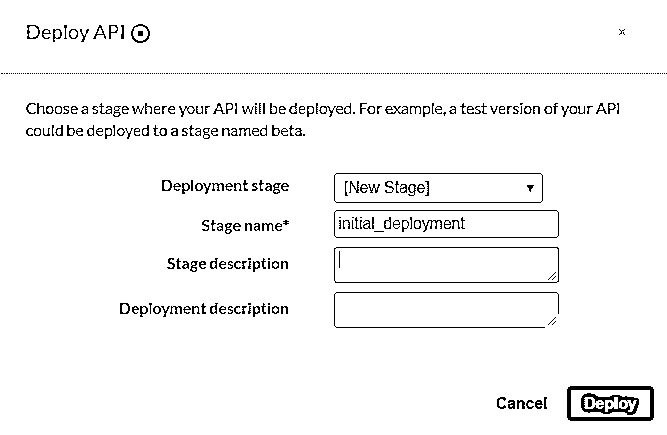 Deploy API
x
Choose a stage where your API will be deployed. For example, a test version of your API
could be deployed to a stage named beta.
Deployment stage [New Stage]
Stage name* initial_deployment
Stage description
Deployment description
Cancel Deploy